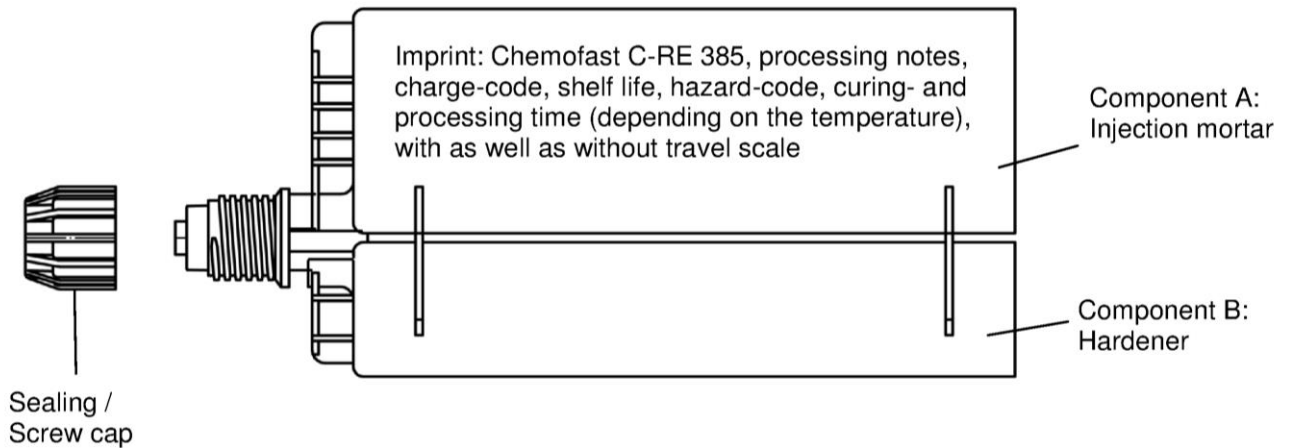 Imprint: Chemofast C-RE 385, processing notes,
charge-code, shelf life, hazard-code, curing- and
processing time (depending on the temperature),
with as well as without travel scale
Component A:
Injection mortar
Component B:
Hardener
Sealing /
Screw cap